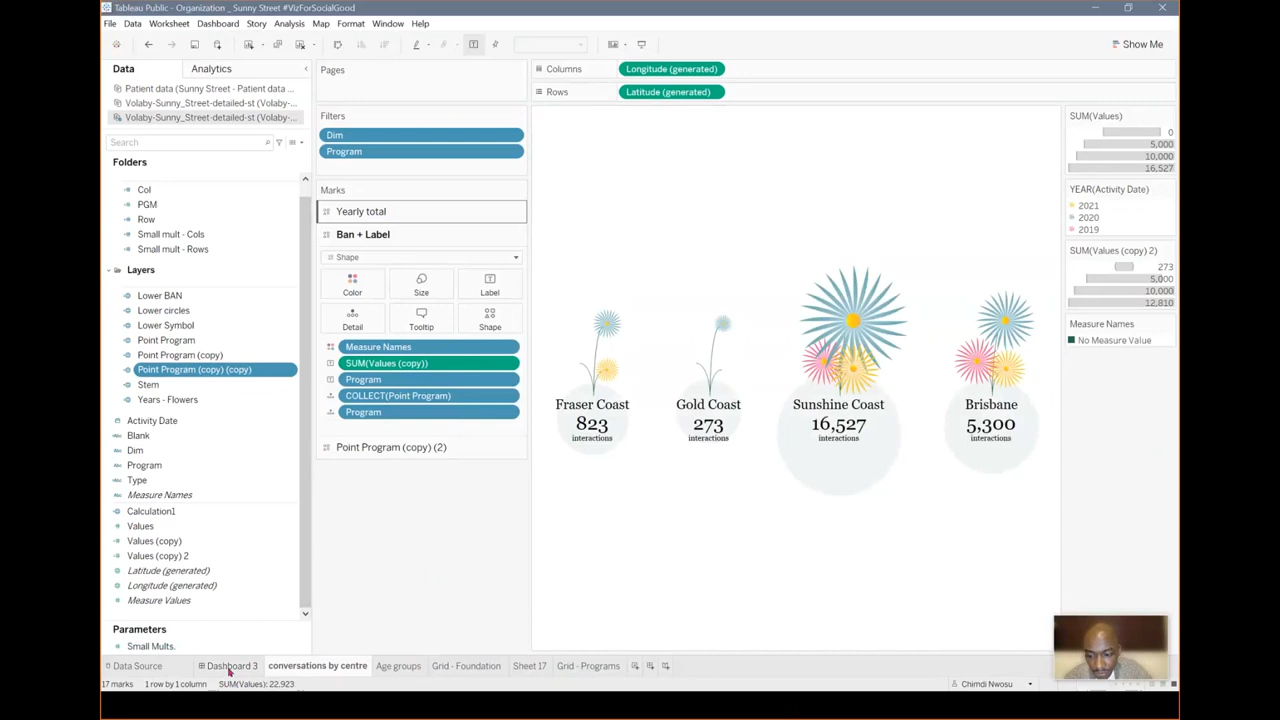 Tableau Public - Organization _ Sunny Street #VizForSocialGood
File Data Worksheet Dashboard Story Analysis Map Format Window Help
Show Me
Data Analytics
Patient data (Sunny Street - Patient data ...
Volaby-Sunny_Street-detailed-st (Volaby-...
Volaby-Sunny_Street-detailed-st (Volaby-...
Search
Folders
Col
PGM
Row
Small mult - Cols
Small mult - Rows
Layers
Lower BAN
Lower circles
Lower Symbol
Point Program
Point Program (copy)
Point Program (copy) (copy)
Stem
Years - Flowers
Activity Date
Blank
Dim
Program
Type
Measure Names
Calculation1
Values
Values (copy)
Values (copy) 2
Latitude (generated)
Longitude (generated)
Measure Values
Parameters
Small Mults.
Pages
Filters
Dim
Program
Marks
Yearly total
Ban + Label
Shape
Color Size Label
Detail Tooltip Shape
Measure Names
SUM(Values (copy))
Program
COLLECT(Point Program)
Program
Point Program (copy) (2)
Columns Longitude (generated)
Rows Latitude (generated)
Fraser Coast
823
interactions
Gold Coast
273
interactions
Sunshine Coast
16,527
interactions
Brisbane
5,300
interactions
SUM(Values)
0
5,000
10,000
16,527
YEAR(Activity Date)
2021
2020
2019
SUM(Values (copy) 2)
273
5,000
10,000
12,810
Measure Names
No Measure Value
Data Source Dashboard 3 conversations by centre Age groups Grid - Foundation Sheet 17 Grid - Programs
17 marks 1 row by 1 column SUM(Values): 22,923
Chimdi Nwosu